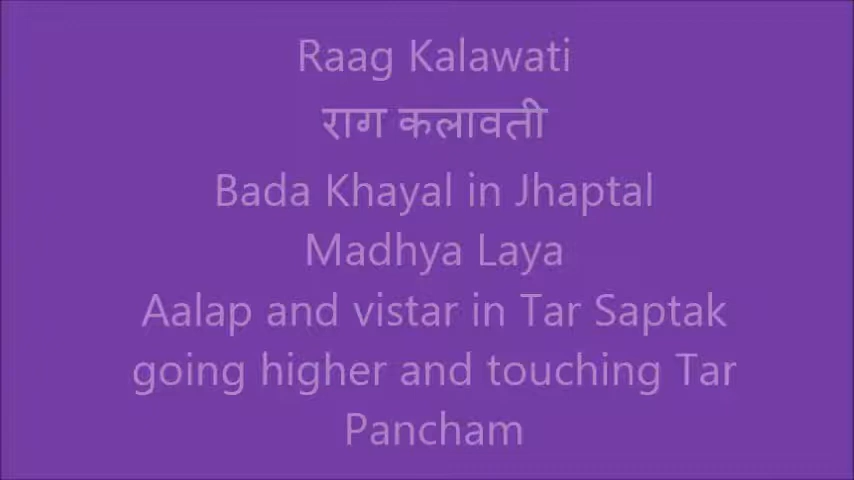 Raag Kalawati
राग कलावती
Bada Khayal in Jhaptal
Madhya Laya
Aalap and vistar in Tar Saptak
going higher and touching Tar
Pancham